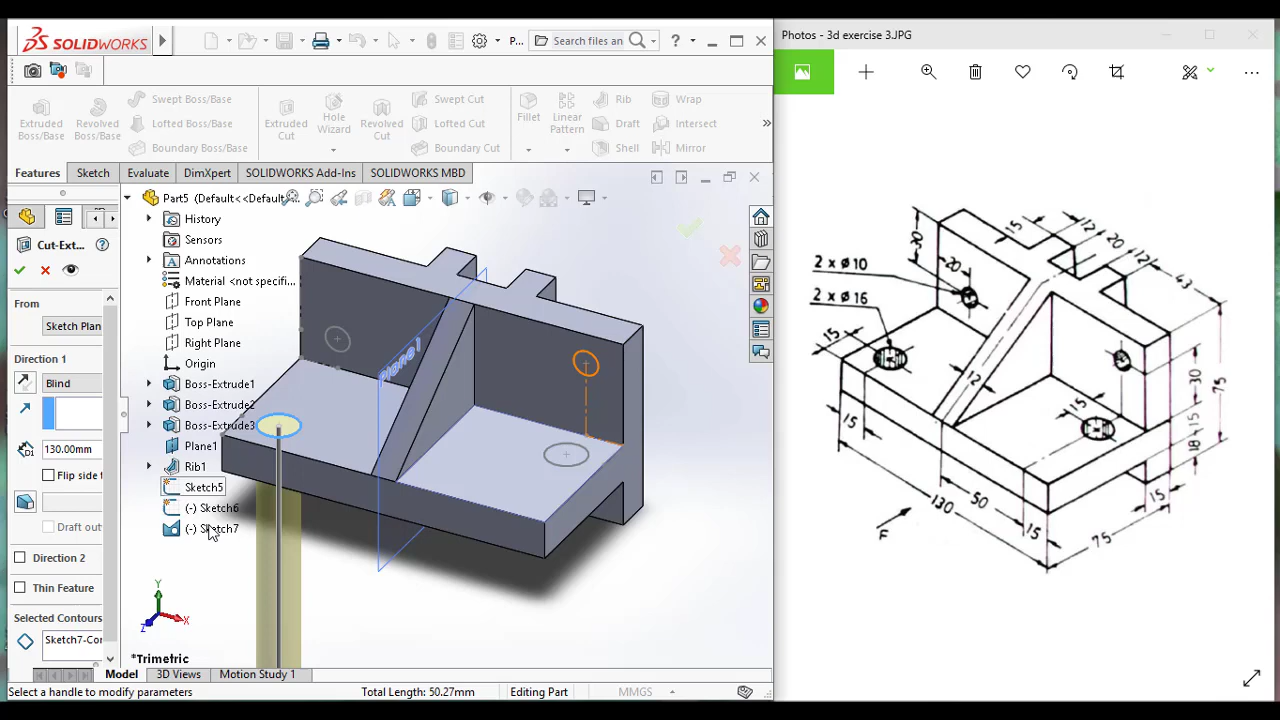 SOLIDWORKS
P...
Search files an
?
Photos - 3d exercise 3.JPG
Extruded Boss/Base
Revolved Boss/Base
Swept Boss/Base
Lofted Boss/Base
Boundary Boss/Base
Extruded Cut
Hole Wizard
Revolved Cut
Swept Cut
Lofted Cut
Boundary Cut
Fillet
Linear Pattern
Rib
Draft
Shell
Wrap
Intersect
Mirror
Features
Sketch
Evaluate
DimXpert
SOLIDWORKS Add-Ins
SOLIDWORKS MBD
Cut-Ext...
From
Sketch Plan
Direction 1
Blind
130.00mm
Flip side t
Draft out
Direction 2
Thin Feature
Selected Contours
Sketch7-Con
Part5 (Default<<Default
History
Sensors
Annotations
Material <not specifi...
Front Plane
Top Plane
Right Plane
Origin
Boss-Extrude1
Boss-Extrude2
Boss-Extrude3
Plane1
Rib1
Sketch5
(-) Sketch6
(-) Sketch7
Plane1
Y
X
Z
*Trimetric
Model
3D Views
Motion Study 1
Select a handle to modify parameters
Total Length: 50.27mm
Editing Part
MMGS
2 x ø 10
2 x ø 16
30
20
15
12
20
12
43
15
12
15
30
75
15
18
15
130
50
15
75
15
F